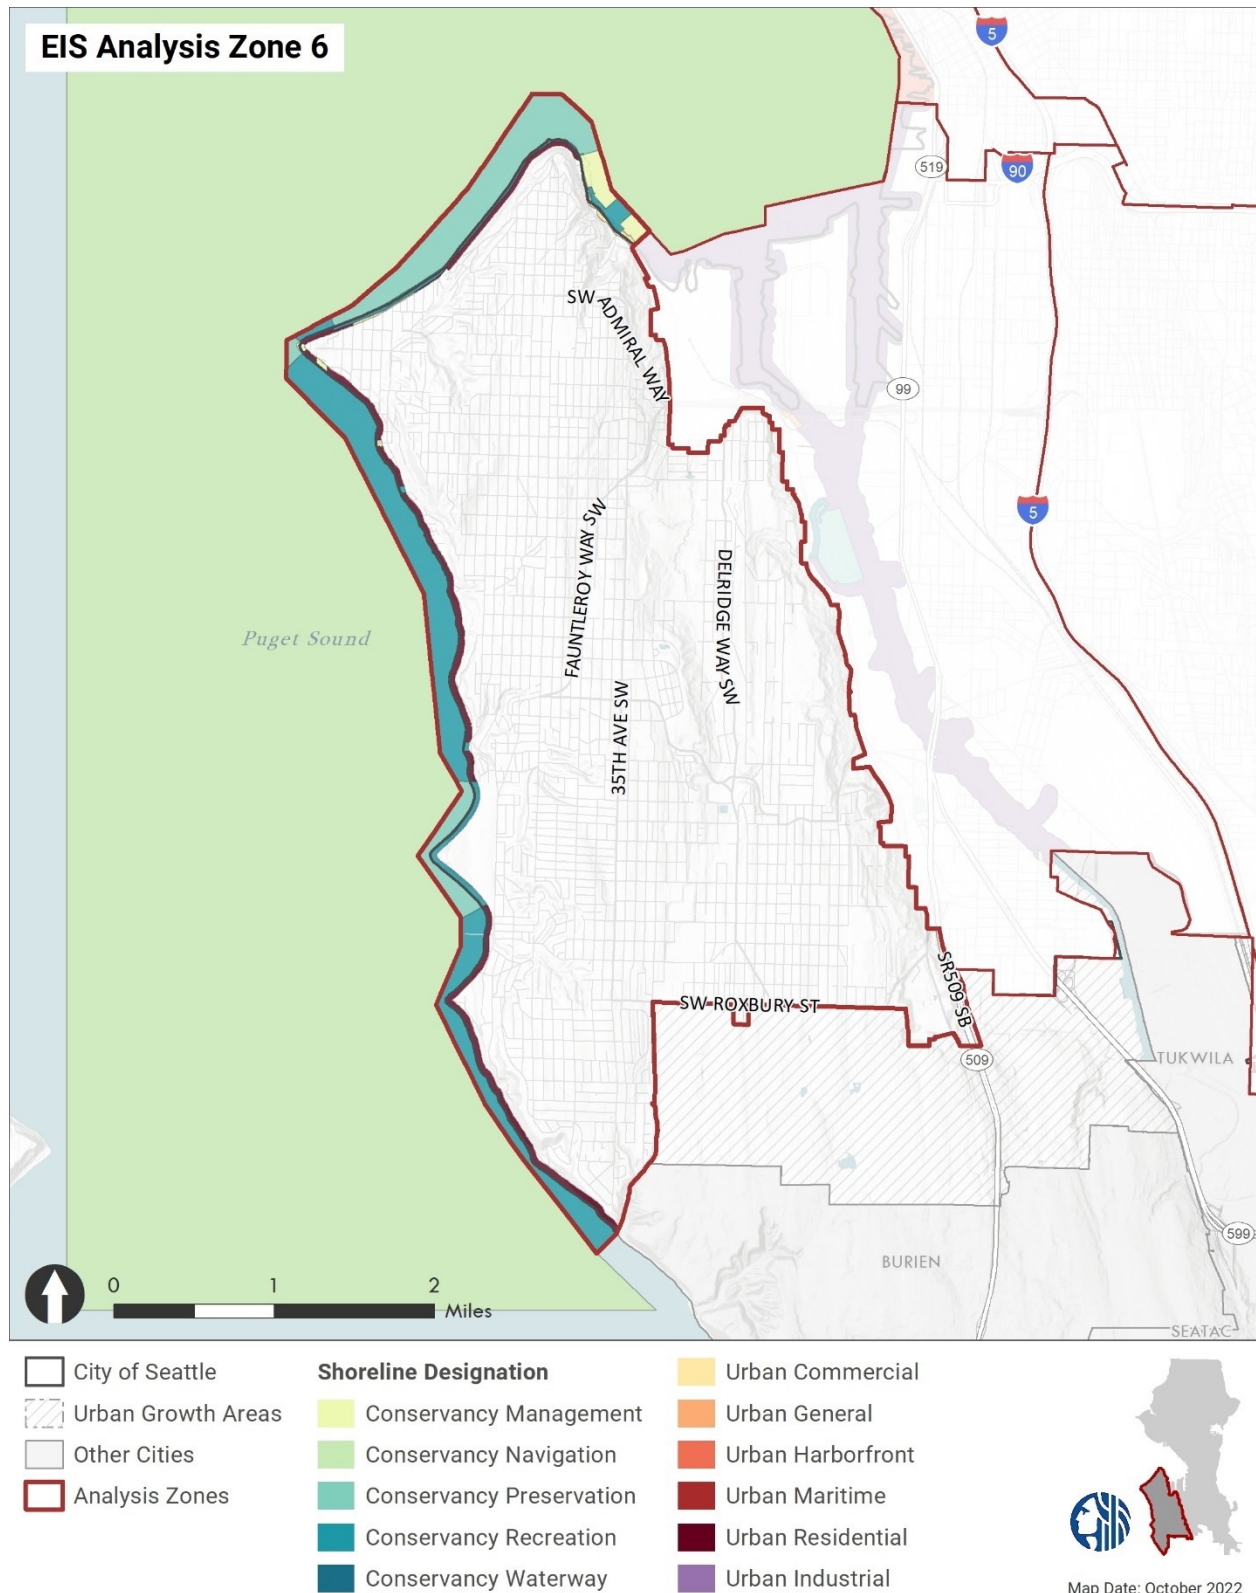 EIS Analysis Zone 6
5
519
90
SW ADMIRAL WAY
99
5
FAUNTLEROY WAY SW
DELRIDGE WAY SW
Puget Sound
35TH AVE SW
SR509 SB
SW ROXBURY ST
509
TUKWILA
599
BURIEN
0 1 2
Miles
SEATAC
City of Seattle
Urban Growth Areas
Other Cities
Analysis Zones
Shoreline Designation
Conservancy Management
Conservancy Navigation
Conservancy Preservation
Conservancy Recreation
Conservancy Waterway
Urban Commercial
Urban General
Urban Harborfront
Urban Maritime
Urban Residential
Urban Industrial
Map Date: October 2022